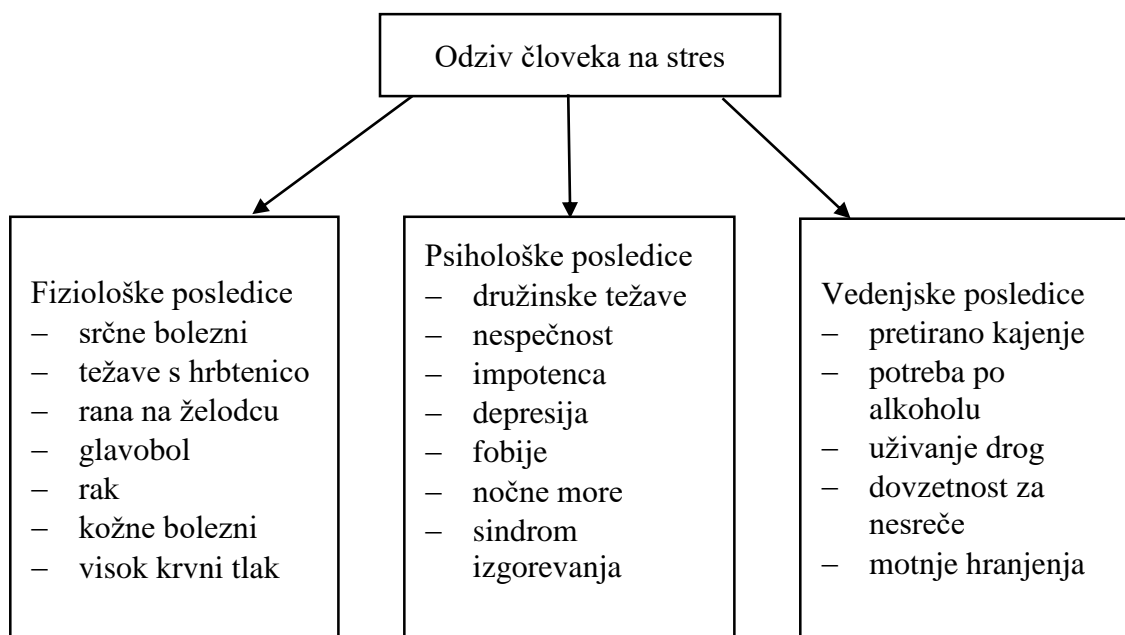 Odziv človeka na stres
Fiziološke posledice
– srčne bolezni
– težave s hrbtenico
– rana na želodcu
– glavobol
– rak
– kožne bolezni
– visok krvni tlak
Psihološke posledice
– družinske težave
– nespečnost
– impotenca
– depresija
– fobije
– nočne more
– sindrom
izgorevanja
Vedenjske posledice
– pretirano kajenje
– potreba po
alkoholu
– uživanje drog
– dovzetnost za
nesreče
– motnje hranjenja